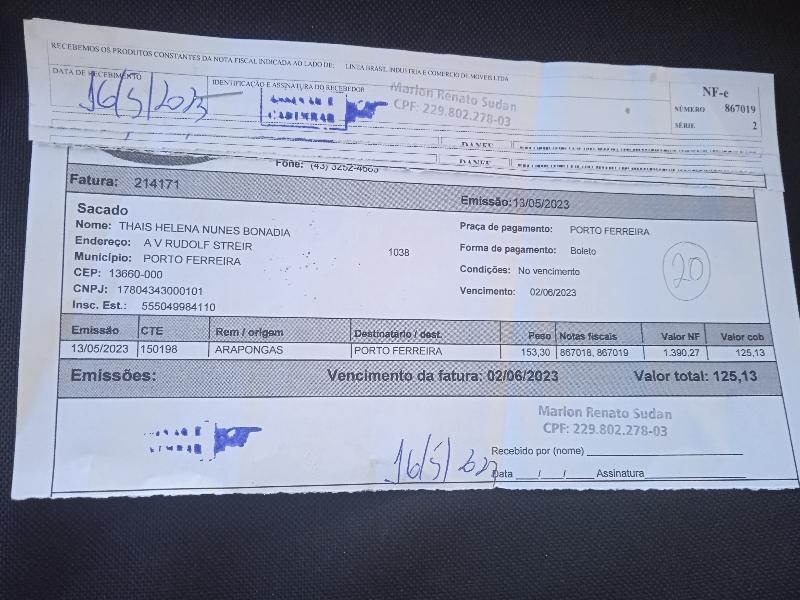 RECEBEMOS OS PRODUTOS CONSTANTES DA NOTA FISCAL INDICADA AO LADO DE: LINEA BRASIL INDUSTRIA E COMERCIO DE MOVEIS LTDA
DATA DE RECEBIMENTO
IDENTIFICAÇÃO E ASSINATURA DO RECEBEDOR
16/5/2023
Marlon Renato Sudan
CPF: 229.802.278-03
NF-e
NÚMERO 867019
SÉRIE 2
DANFE
DANFE
Fone: (43) 3252-4603
Fatura: 214171
Emissão:13/05/2023
Sacado
Nome: THAIS HELENA NUNES BONADIA
Endereço: A V RUDOLF STREIR 1038
Município: PORTO FERREIRA
CEP: 13660-000
CNPJ: 17804343000101
Insc. Est.: 555049984110
Praça de pagamento: PORTO FERREIRA
Forma de pagamento: Boleto
Condições: No vencimento
Vencimento: 02/06/2023
20
Emissão CTE Rem / origem Destinatário / dest. Peso Notas fiscais Valor NF Valor cob
13/05/2023 150198 ARAPONGAS PORTO FERREIRA 153,30 867018, 867019 1.390,27 125,13
Emissões: Vencimento da fatura: 02/06/2023 Valor total: 125,13
Marlon Renato Sudan
CPF: 229.802.278-03
16/5/2023
Recebido por (nome)
Data ___/___/___ Assinatura